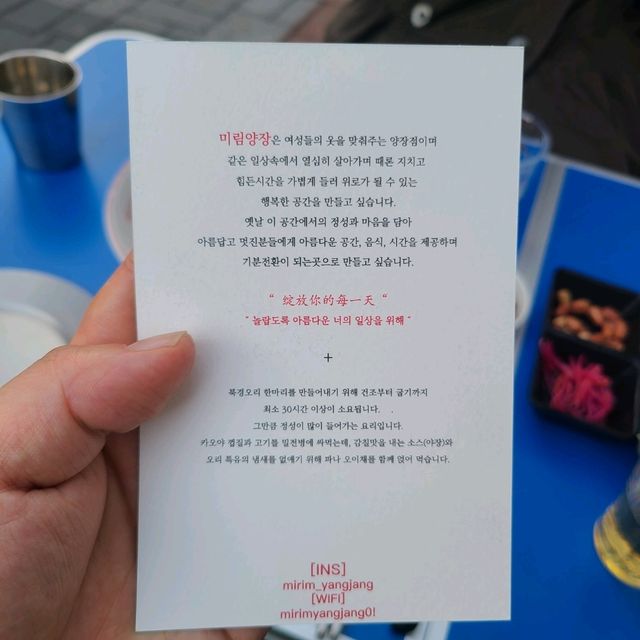 미림양장은 여성들의 옷을 맞춰주는 양장점이며
같은 일상속에서 열심히 살아가며 때론 지치고
힘든시간을 가볍게 들러 위로가 될 수 있는
행복한 공간을 만들고 싶습니다.
옛날 이 공간에서의 정성과 마음을 담아
아름답고 멋진분들에게 아름다운 공간, 음식, 시간을 제공하며
기분전환이 되는곳으로 만들고 싶습니다.
“ 绽放你的每一天 “
“ 놀랍도록 아름다운 너의 일상을 위해 “
+
북경오리 한마리를 만들어내기 위해 건조부터 굽기까지
최소 30시간 이상이 소요됩니다.
그만큼 정성이 많이 들어가는 요리입니다.
카오야 껍질과 고기를 밀전병에 싸먹는데, 감칠맛을 내는 소스(야장)와
오리 특유의 냄새를 없애기 위해 파나 오이채를 함께 얹어 먹습니다.
[INS]
mirim_yangjang
[WIFI]
mirimyangjang0!